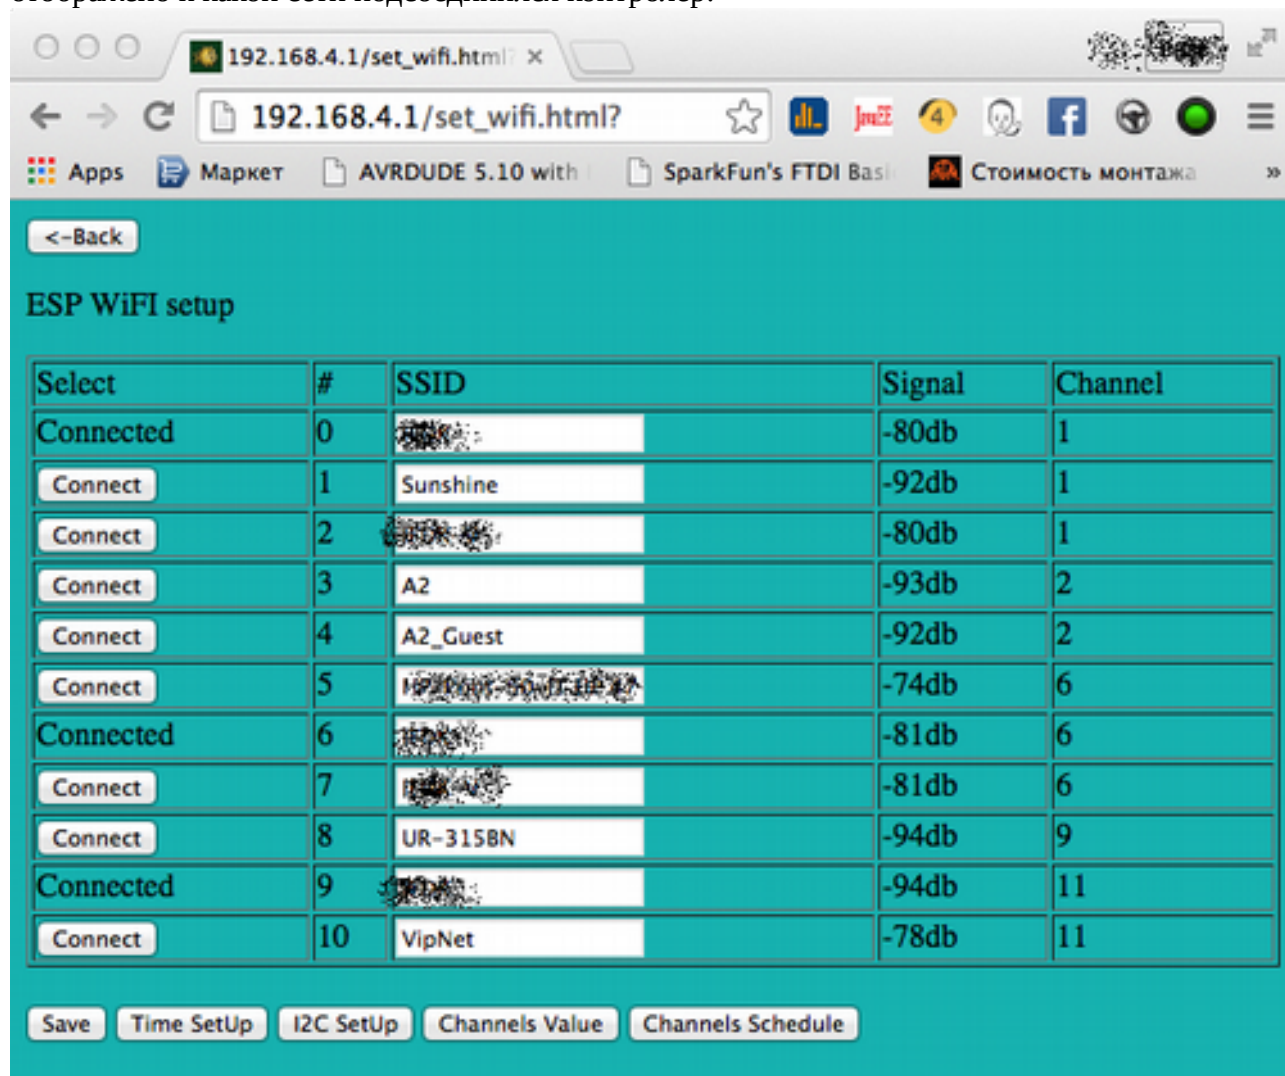 192.168.4.1/set_wifi.html?
192.168.4.1/set_wifi.html?
JavaEE 4
Apps Маркет AVRDUDE 5.10 with SparkFun's FTDI Basi Стоимость монтажа »
<-Back
ESP WiFI setup
Select # SSID Signal Channel
Connected 0 -80db 1
Connect 1 Sunshine -92db 1
Connect 2 -80db 1
Connect 3 A2 -93db 2
Connect 4 A2_Guest -92db 2
Connect 5 -74db 6
Connected 6 -81db 6
Connect 7 -81db 6
Connect 8 UR-315BN -94db 9
Connected 9 -94db 11
Connect 10 VipNet -78db 11
Save Time SetUp I2C SetUp Channels Value Channels Schedule